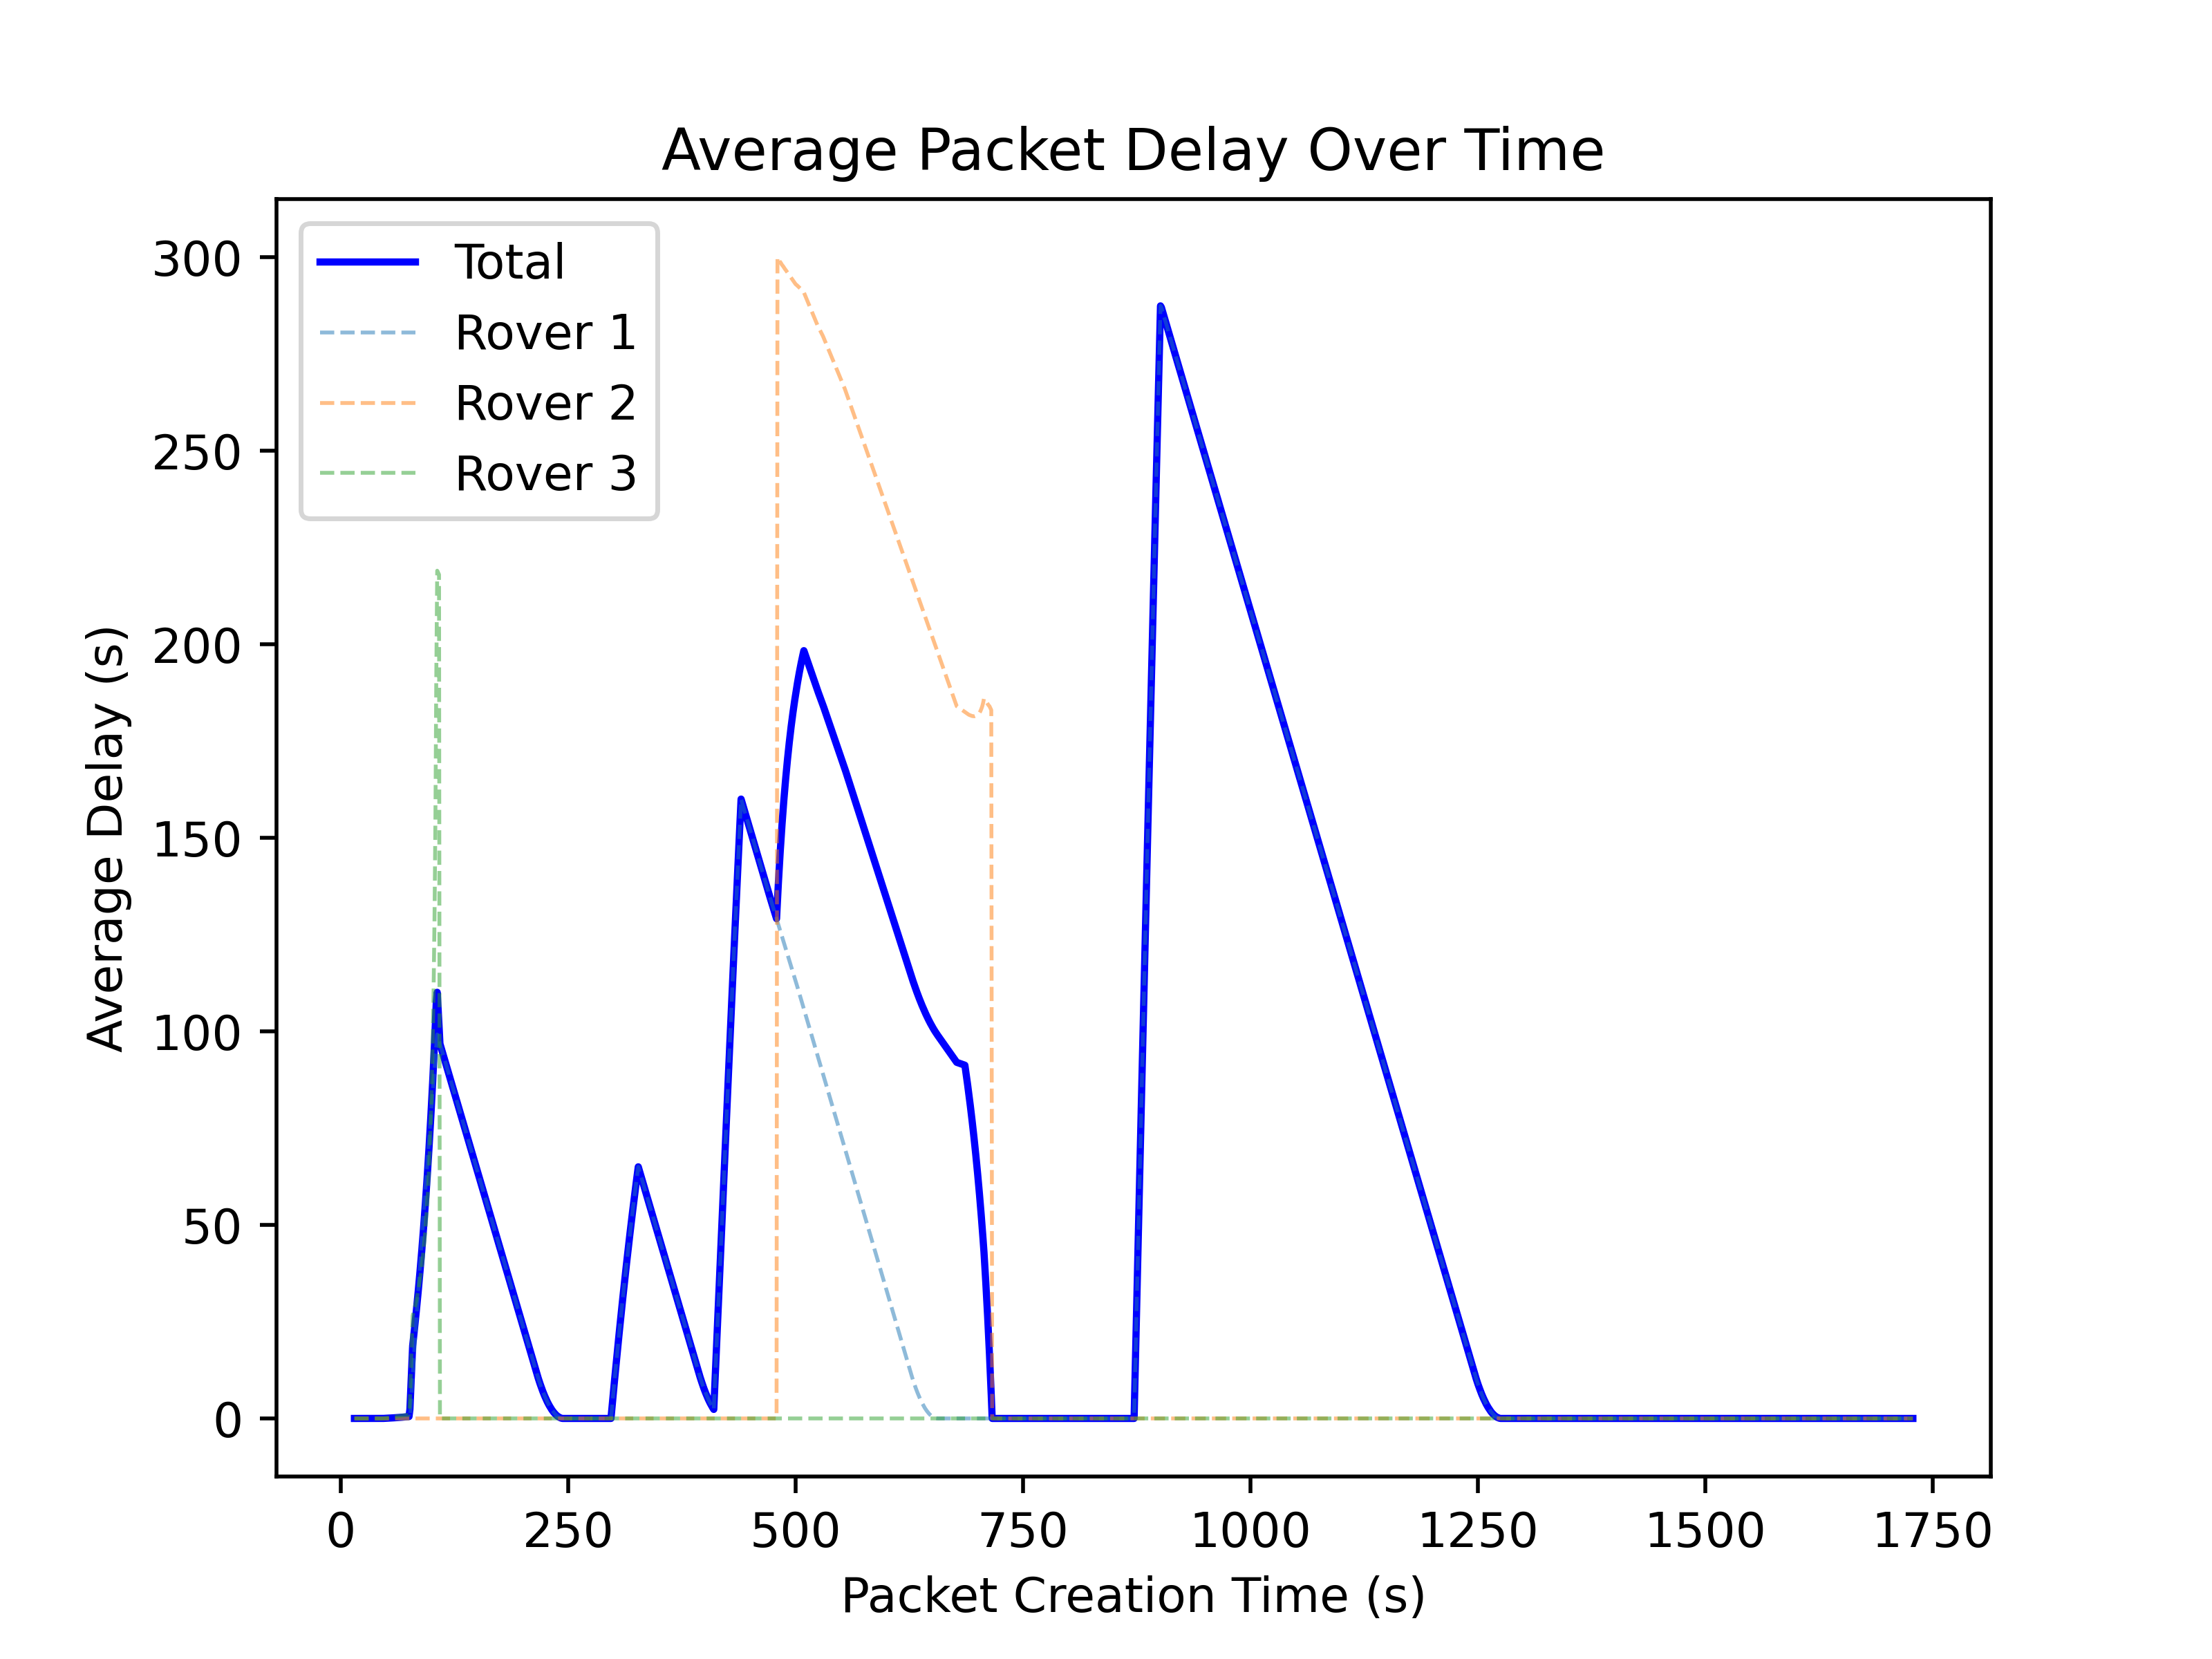 Average Packet Delay Over Time
Total
Rover 1
Rover 2
Rover 3
Average Delay (s)
300
250
200
150
100
50
0
0 250 500 750 1000 1250 1500 1750
Packet Creation Time (s)